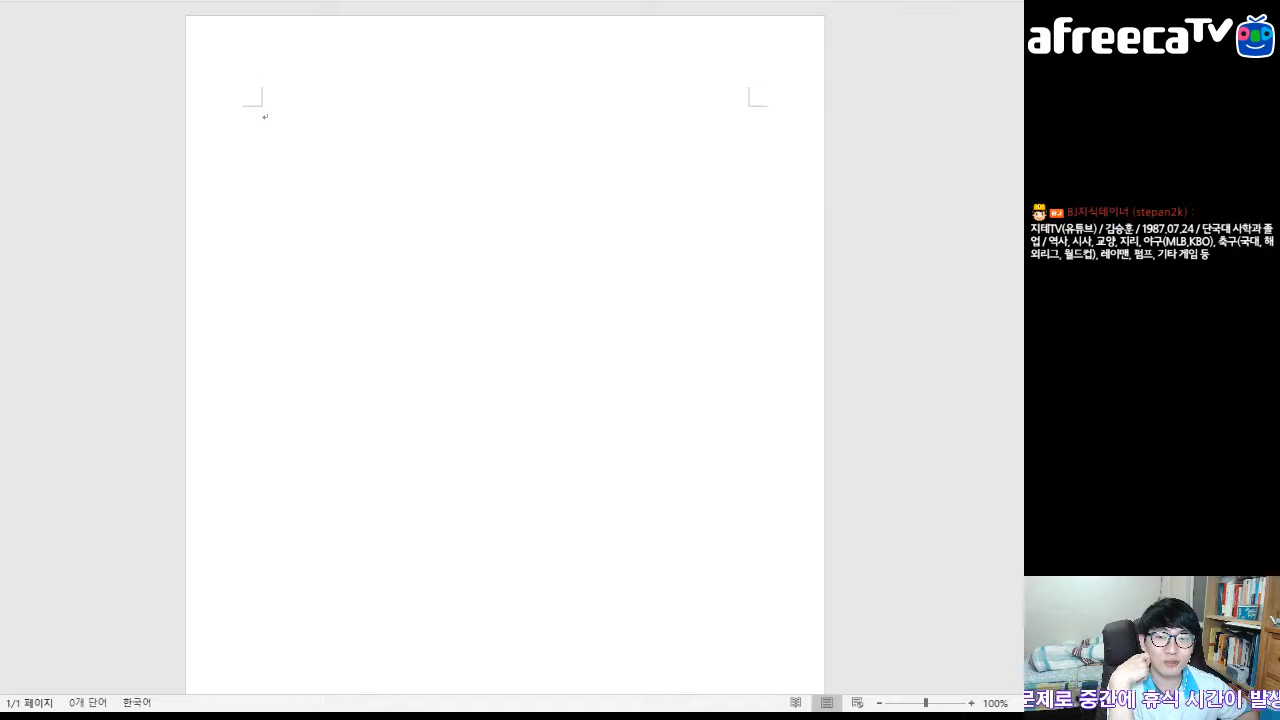 afreecaTV
BJ BJ지식테이너 (stepan2k) :
지테TV(유튜브) / 김승훈 / 1987.07.24 / 단국대 사학과 졸
업 / 역사, 시사, 교양, 지리, 야구(MLB,KBO), 축구(국대, 해
외리그, 월드컵), 레이맨, 펌프, 기타 게임 등
문제로 중간에 휴식 시간이 발생
1/1 페이지 0개 단어 한국어 100%